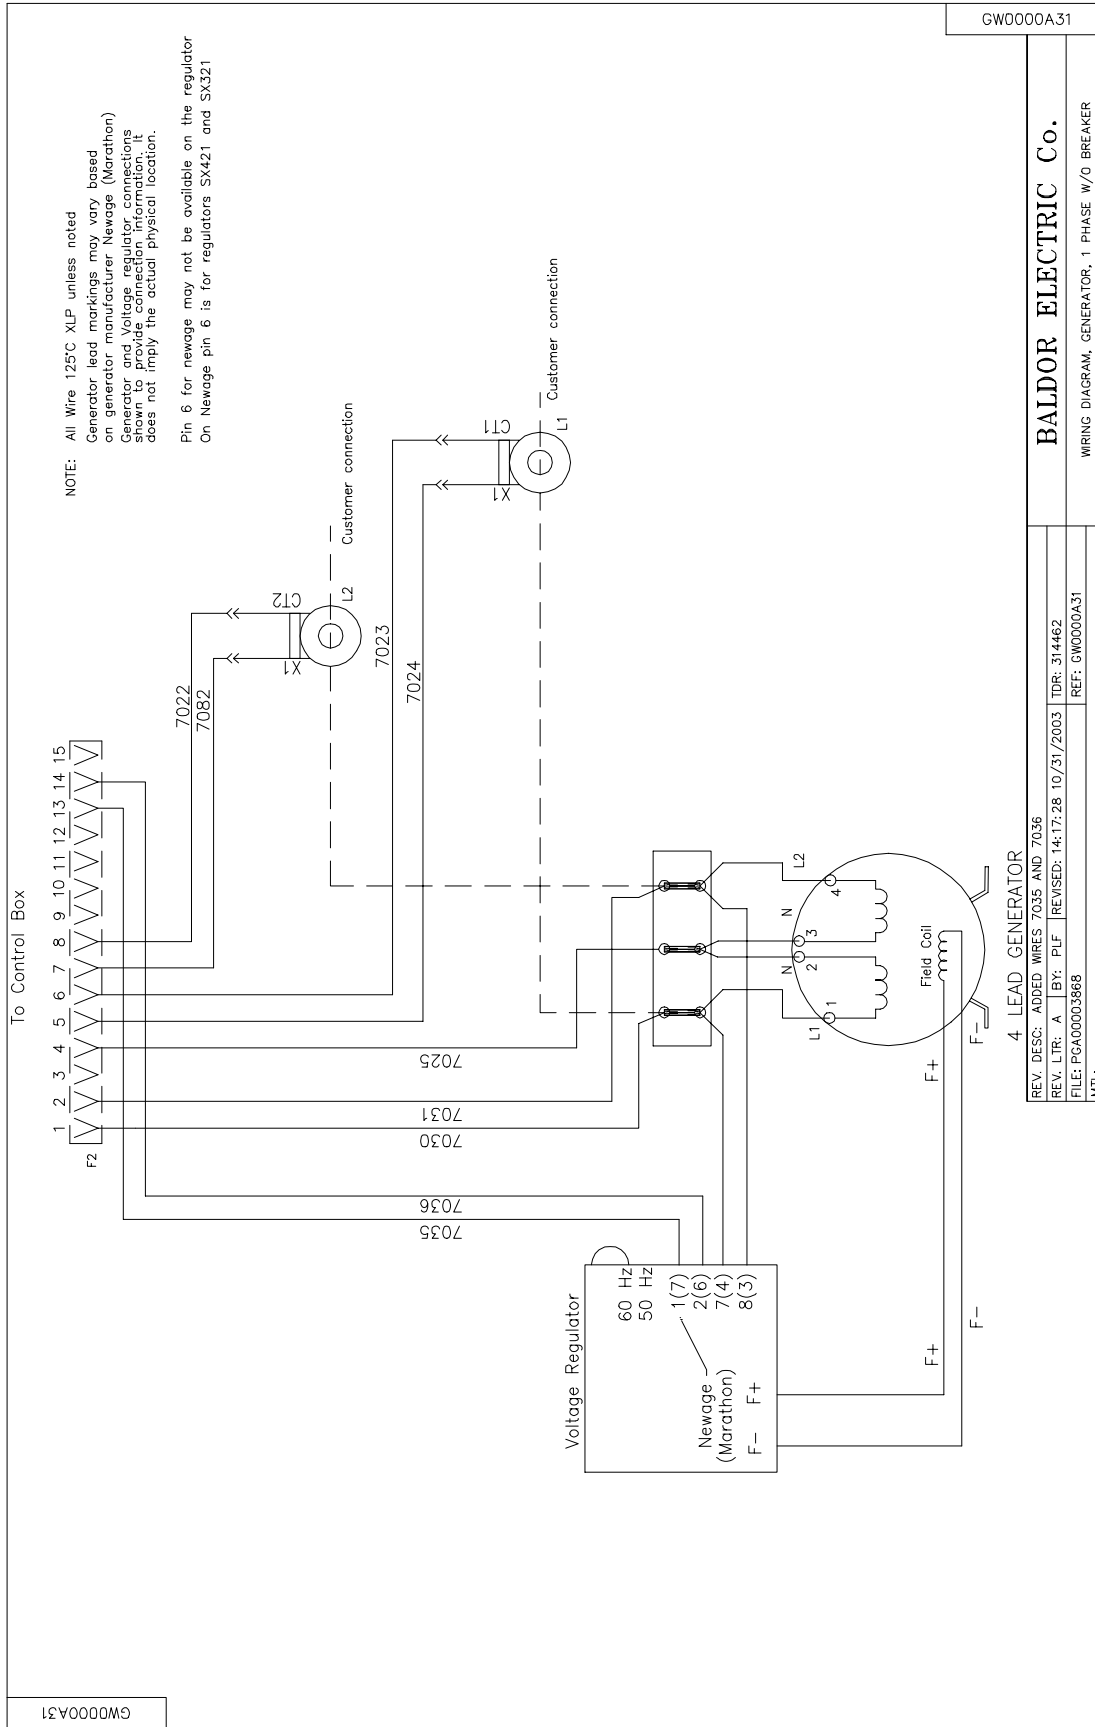 GW0000A31
To Control Box
F2
1 2 3 4 5 6 7 8 9 10 11 12 13 14 15
NOTE: All Wire 125°C XLP unless noted
Generator lead markings may vary based
on generator manufacturer Newage (Marathon)
Generator and Voltage regulator connections
shown to provide connection information. It
does not imply the actual physical location.
Pin 6 for newage may not be available on the regulator
On Newage pin 6 is for regulators SX421 and SX321
7022
7082
X1
CT2
L2
Customer connection
7023
7024
X1
CT1
L1
Customer connection
7035
7036
7030
7031
7025
Voltage Regulator
60 Hz
50 Hz
1(7)
2(6)
7(4)
8(3)
Newage
(Marathon)
F- F+
F+
F-
F+
F-
L1
N
N
L2
1
2
3
4
Field Coil
4 LEAD GENERATOR
REV. DESC: ADDED WIRES 7035 AND 7036
REV. LTR: A BY: PLF REVISED: 14:17:28 10/31/2003 TDR: 314462
FILE: PGA00003868 REF: GW0000A31
MTL:
BALDOR ELECTRIC Co.
WIRING DIAGRAM, GENERATOR, 1 PHASE W/O BREAKER
GW0000A31